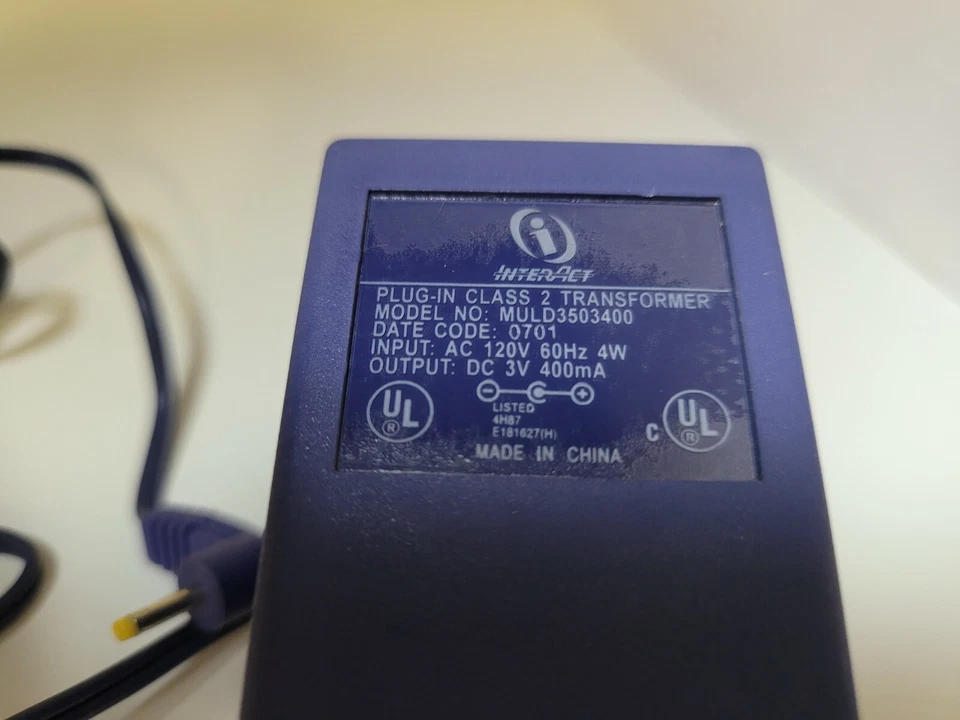 i
INTERACT
PLUG-IN CLASS 2 TRANSFORMER
MODEL NO: MULD3503400
DATE CODE: 0701
INPUT: AC 120V 60Hz 4W
OUTPUT: DC 3V 400mA
UL
®
LISTED
4H87
E181627(H)
C UL
®
MADE IN CHINA